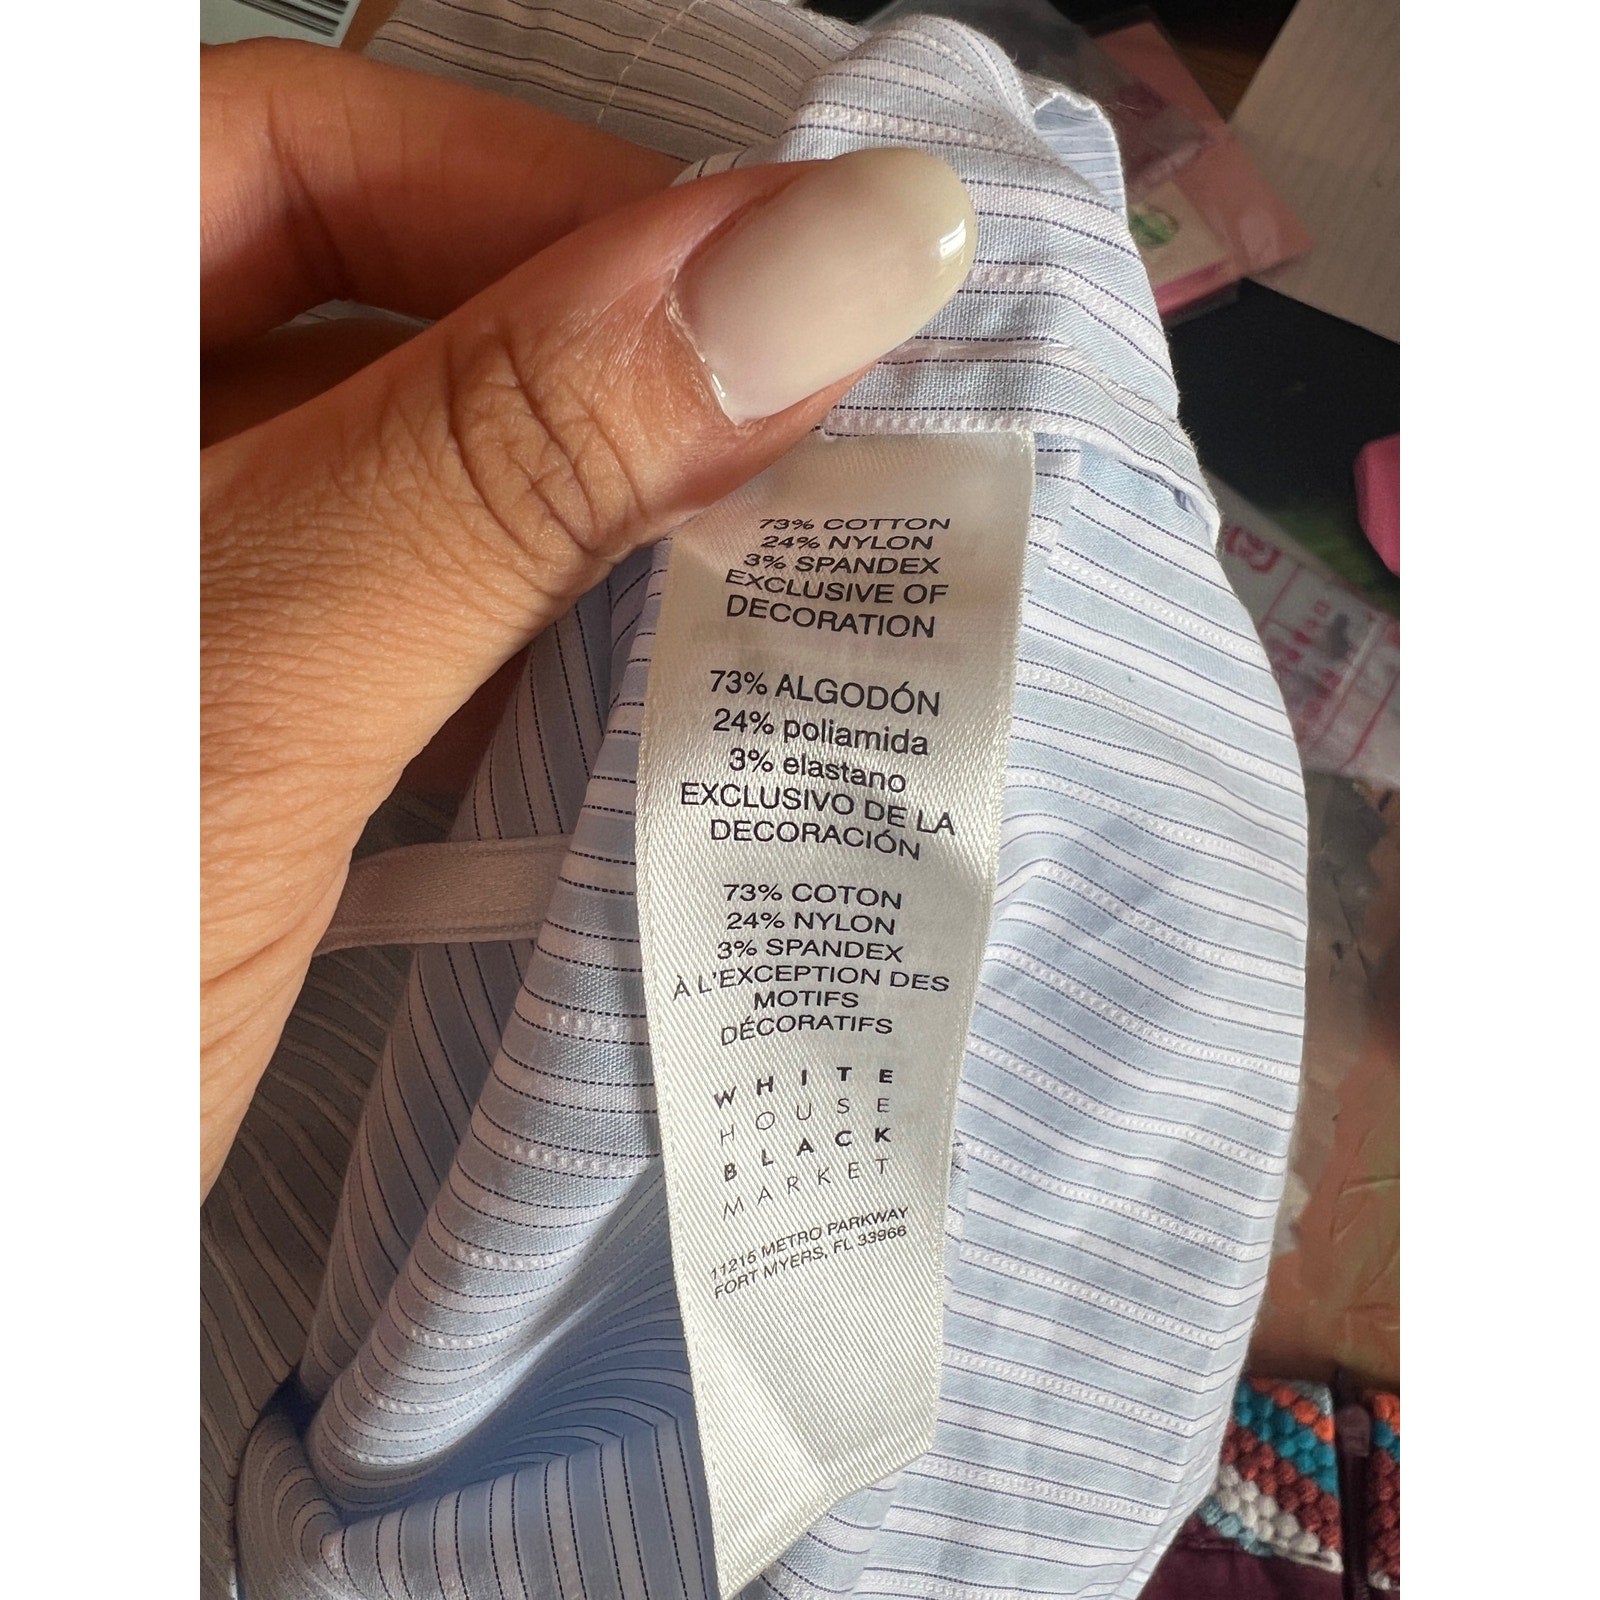 73% COTTON
24% NYLON
3% SPANDEX
EXCLUSIVE OF
DECORATION
73% ALGODÓN
24% poliamida
3% elastano
EXCLUSIVO DE LA
DECORACIÓN
73% COTON
24% NYLON
3% SPANDEX
À L'EXCEPTION DES
MOTIFS
DÉCORATIFS
WHITE
HOUSE
BLACK
MARKET
11215 METRO PARKWAY
FORT MYERS, FL 33966